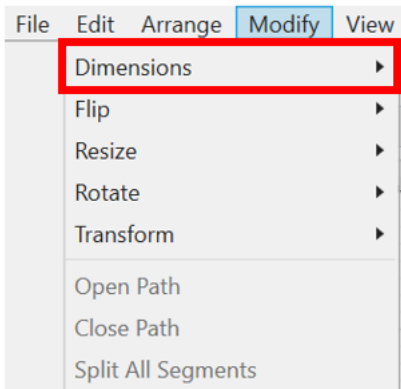 File Edit Arrange Modify View
Dimensions
Flip
Resize
Rotate
Transform
Open Path
Close Path
Split All Segments